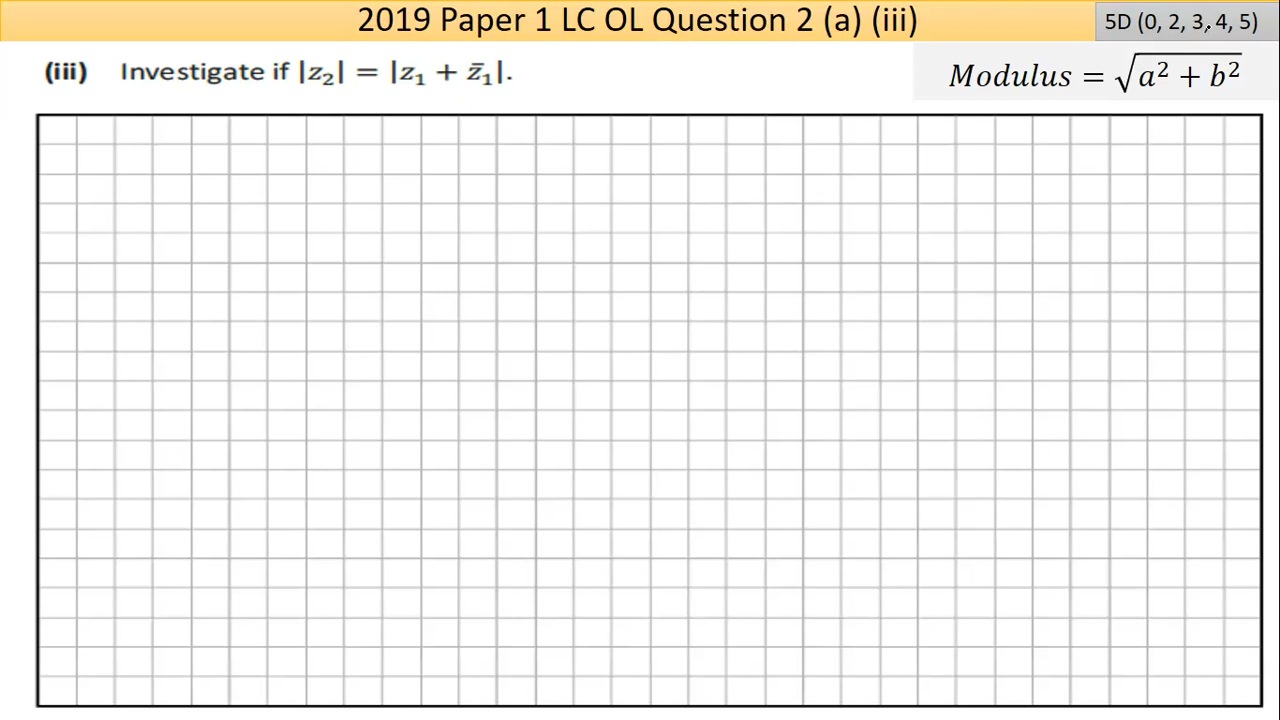 2019 Paper 1 LC OL Question 2 (a) (iii)
5D (0, 2, 3, 4, 5)
(iii) Investigate if |z₂| = |z₁ + z̄₁|.
Modulus = √(a² + b²)